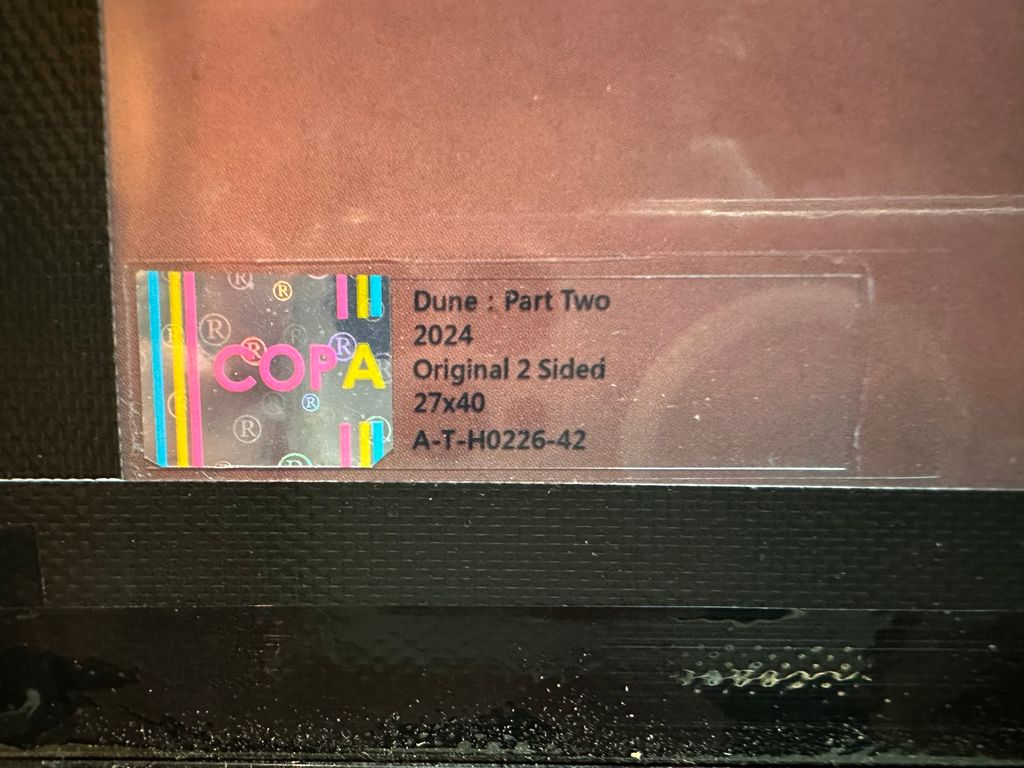 COPA
Dune : Part Two
2024
Original 2 Sided
27x40
A-T-H0226-42